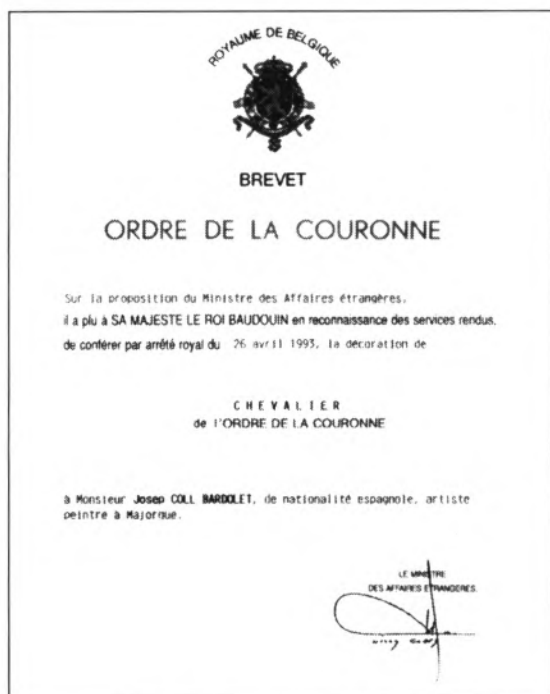 ROYAUME DE BELGIQUE
BREVET
ORDRE DE LA COURONNE
Sur la proposition du Ministre des Affaires étrangères,
il a plu à SA MAJESTE LE ROI BAUDOUIN en reconnaissance des services rendus,
de conférer par arrêté royal du 26 avril 1993, la décoration de
CHEVALIER
de l'ORDRE DE LA COURONNE
à Monsieur Josep COLL BARDOLET, de nationalité espagnole, artiste
peintre à Majorque.
LE MINISTRE
DES AFFAIRES ETRANGERES,